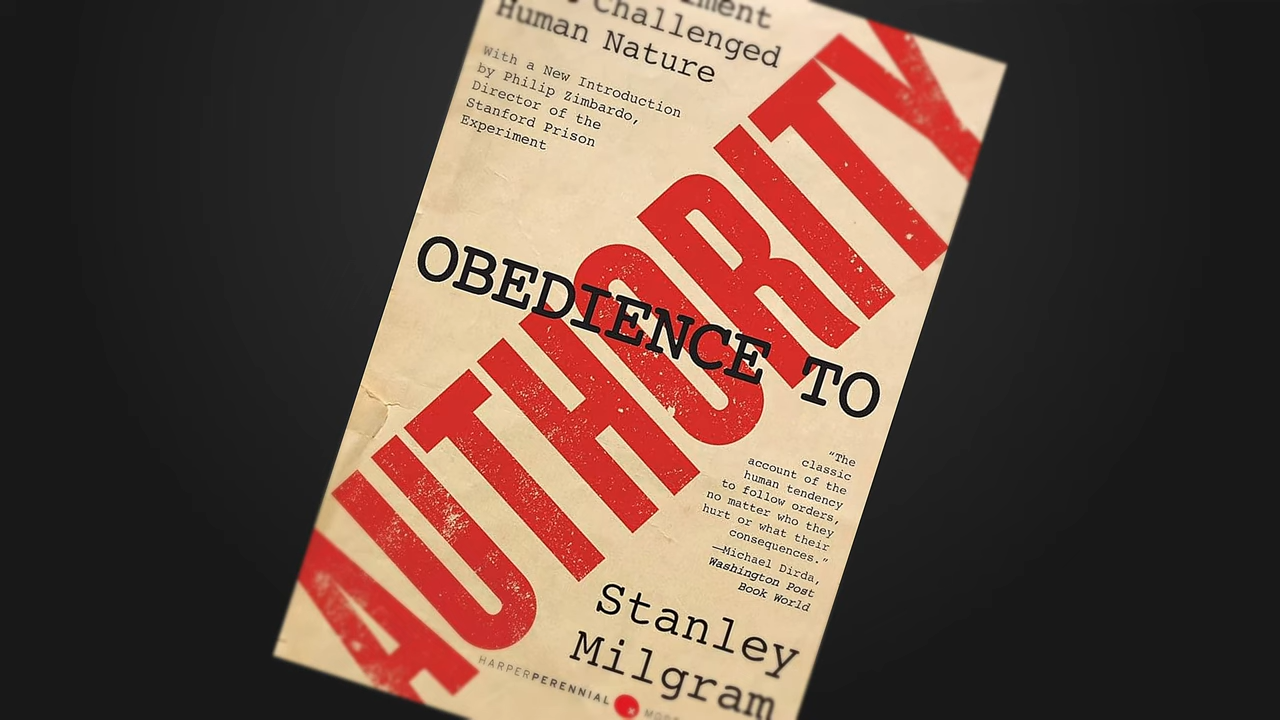 Challenged
Human Nature
With a New Introduction
by Philip Zimbardo,
Director of the
Stanford Prison
Experiment
AUTHORITY
OBEDIENCE TO
“The
classic
account of the
human tendency
to follow orders,
no matter who they
hurt or what their
consequences.”
—Michael Dirda,
Washington Post
Book World
Stanley
Milgram
HARPERPERENNIAL